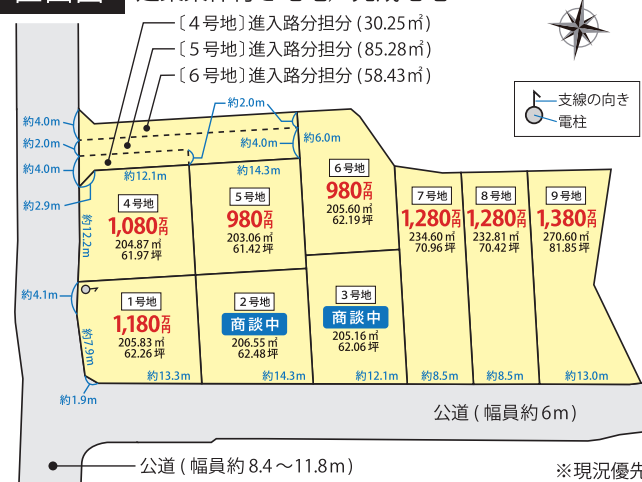 〔4号地〕進入路分担分(30.25㎡)
〔5号地〕進入路分担分(85.28㎡)
〔6号地〕進入路分担分(58.43㎡)
支線の向き
電柱
約4.0m
約2.0m
約4.0m
約2.9m
約12.2m
約4.1m
約7.9m
約1.9m
約2.0m
約4.0m
約6.0m
約12.1m
約14.3m
4号地
1,080万円
204.87㎡
61.97坪
5号地
980万円
203.06㎡
61.42坪
6号地
980万円
205.60㎡
62.19坪
7号地
1,280万円
234.60㎡
70.96坪
8号地
1,280万円
232.81㎡
70.42坪
9号地
1,380万円
270.60㎡
81.85坪
1号地
1,180万円
205.83㎡
62.26坪
2号地
商談中
206.55㎡
62.48坪
3号地
商談中
205.16㎡
62.06坪
約13.3m
約14.3m
約12.1m
約8.5m
約8.5m
約13.0m
公道(幅員約6m)
公道(幅員約8.4～11.8m)
※現況優先